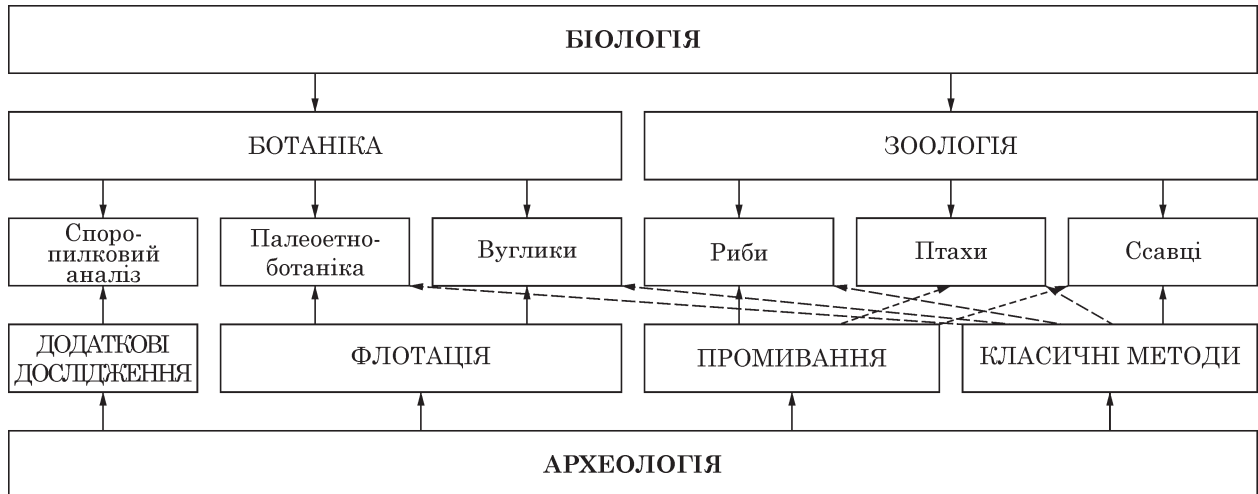 БІОЛОГІЯ
БОТАНІКА
ЗООЛОГІЯ
Споро-
пилковий
аналіз
Палеоетно-
ботаніка
Вуглики
Риби
Птахи
Ссавці
ДОДАТКОВІ
ДОСЛІДЖЕННЯ
ФЛОТАЦІЯ
ПРОМИВАННЯ
КЛАСИЧНІ МЕТОДИ
АРХЕОЛОГІЯ